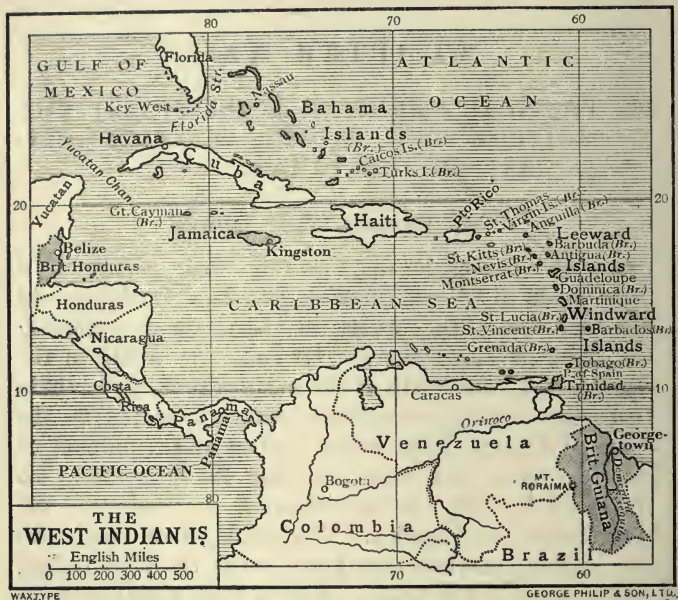 80 70 60
GULF OF
MEXICO
Florida
Key West
Florida Str.
Nassau
ATLANTIC
OCEAN
Bahama
Islands
(Br.)
Caicos Is. (Br.)
Turks I. (Br.)
Havana
Cuba
Yucatan Chan
Yucatan
20
20
Gt. Cayman
(Br.)
Jamaica
Kingston
Haiti
Pto Rico
St. Thomas
Virgin Is. (Br.)
Anguilla (Br.)
Leeward
Barbuda (Br.)
St. Kitts (Br.)
Antigua (Br.)
Nevis (Br.)
Islands
Montserrat (Br.)
Guadeloupe
Dominica (Br.)
Martinique
St. Lucia (Br.)
Windward
St. Vincent (Br.)
Barbados (Br.)
Islands
Grenada (Br.)
Tobago (Br.)
P. of Spain
Trinidad
(Br.)
Belize
Brit. Honduras
Honduras
CARIBBEAN SEA
Nicaragua
Costa
Rica
Panama
Panama
10
10
Caracas
Orinoco
Venezuela
George-
town
Demerara
Essequibo
Brit. Guiana
MT.
RORAIMA
PACIFIC OCEAN
Bogota
Colombia
Brazil
80
70 60
THE
WEST INDIAN IS.
English Miles
0 100 200 300 400 500
WAXTYPE
GEORGE PHILIP & SON, LTD.